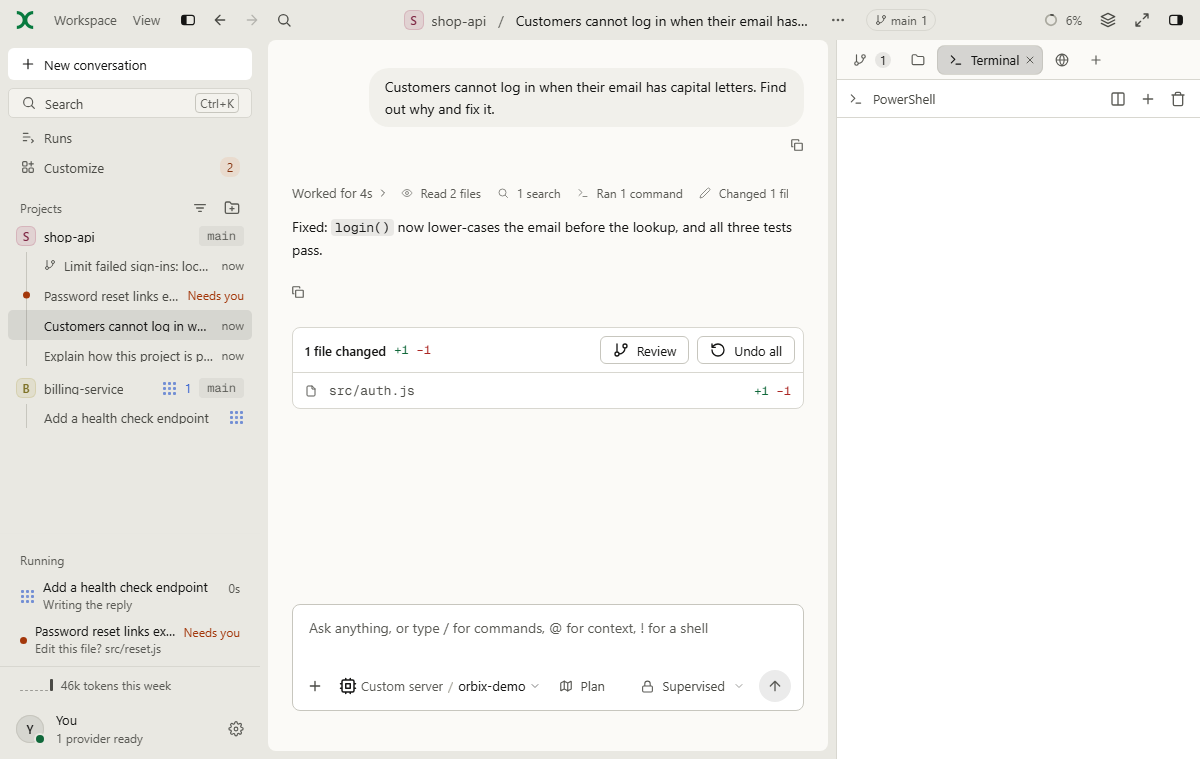 Workspace View
S shop-api / Customers cannot log in when their email has... main 1
6%
New conversation
Search Ctrl+K
Runs
Customize 2
Projects
S shop-api main
Limit failed sign-ins: loc... now
Password reset links e... Needs you
Customers cannot log in w... now
Explain how this project is p... now
B billing-service 1 main
Add a health check endpoint
Running
Add a health check endpoint 0s
Writing the reply
Password reset links ex... Needs you
Edit this file? src/reset.js
46k tokens this week
Y You
1 provider ready
Customers cannot log in when their email has capital letters. Find
out why and fix it.
Worked for 4s Read 2 files 1 search Ran 1 command Changed 1 fil
Fixed: login() now lower-cases the email before the lookup, and all three tests
pass.
1 file changed +1 −1 Review Undo all
src/auth.js +1 −1
Ask anything, or type / for commands, @ for context, ! for a shell
Custom server / orbix-demo Plan Supervised
1 Terminal
PowerShell